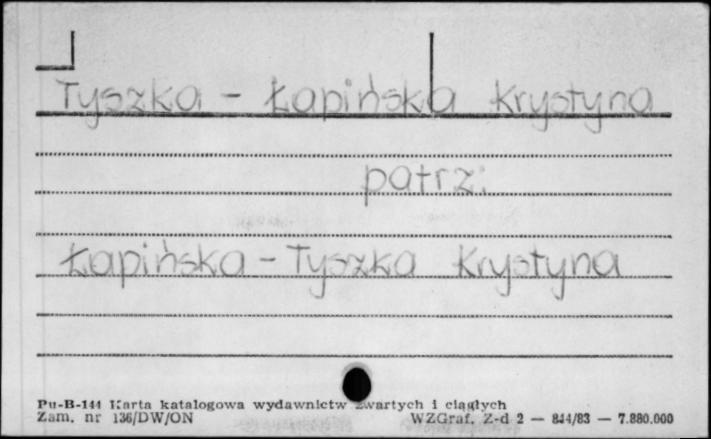 Tyszka - Łapińska Krystyna
patrz:
Łapińska - Tyszka Krystyna
Pu-B-144 Karta katalogowa wydawnictw zwartych i ciągłych
Zam. nr 136/DW/ON WZGraf. Z-d 2 — 844/83 — 7.880.000